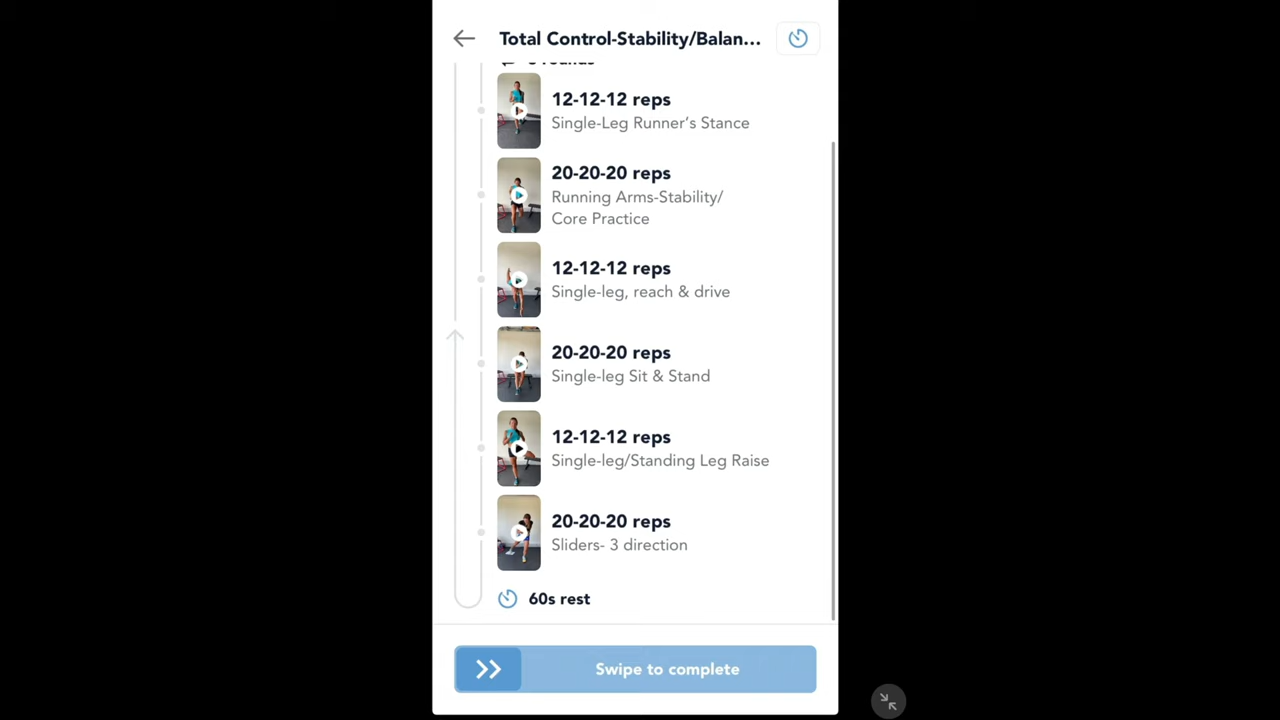 Total Control-Stability/Balan...
rounds
12-12-12 reps
Single-Leg Runner's Stance
20-20-20 reps
Running Arms-Stability/
Core Practice
12-12-12 reps
Single-leg, reach & drive
20-20-20 reps
Single-leg Sit & Stand
12-12-12 reps
Single-leg/Standing Leg Raise
20-20-20 reps
Sliders- 3 direction
60s rest
Swipe to complete